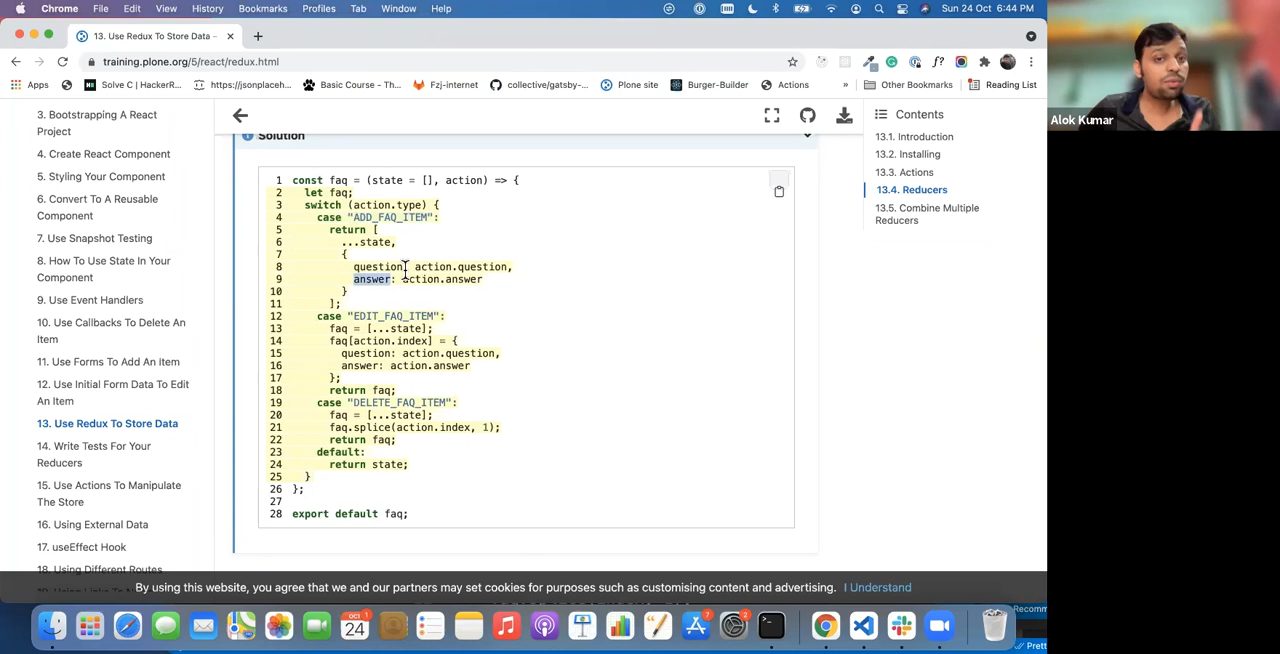 Chrome File Edit View History Bookmarks Profiles Tab Window Help Sun 24 Oct 6:44 PM
13. Use Redux To Store Data –
training.plone.org/5/react/redux.html
Apps Solve C | HackerR... https://jsonplaceh... Basic Course - Th... Fzj-internet collective/gatsby-... Plone site Burger-Builder Actions » Other Bookmarks Reading List
3. Bootstrapping A React
Project
4. Create React Component
5. Styling Your Component
6. Convert To A Reusable
Component
7. Use Snapshot Testing
8. How To Use State In Your
Component
9. Use Event Handlers
10. Use Callbacks To Delete An
Item
11. Use Forms To Add An Item
12. Use Initial Form Data To Edit
An Item
13. Use Redux To Store Data
14. Write Tests For Your
Reducers
15. Use Actions To Manipulate
The Store
16. Using External Data
17. useEffect Hook
18. Using Different Routes
Solution
1 const faq = (state = [], action) => {
2 let faq;
3 switch (action.type) {
4 case "ADD_FAQ_ITEM":
5 return [
6 ...state,
7 {
8 question: action.question,
9 answer: action.answer
10 }
11 ];
12 case "EDIT_FAQ_ITEM":
13 faq = [...state];
14 faq[action.index] = {
15 question: action.question,
16 answer: action.answer
17 };
18 return faq;
19 case "DELETE_FAQ_ITEM":
20 faq = [...state];
21 faq.splice(action.index, 1);
22 return faq;
23 default:
24 return state;
25 }
26 };
27
28 export default faq;
Contents
13.1. Introduction
13.2. Installing
13.3. Actions
13.4. Reducers
13.5. Combine Multiple
Reducers
Alok Kumar
By using this website, you agree that we and our partners may set cookies for purposes such as customising content and advertising. I Understand
Recomm
Prett
OCT
24
1
7
2